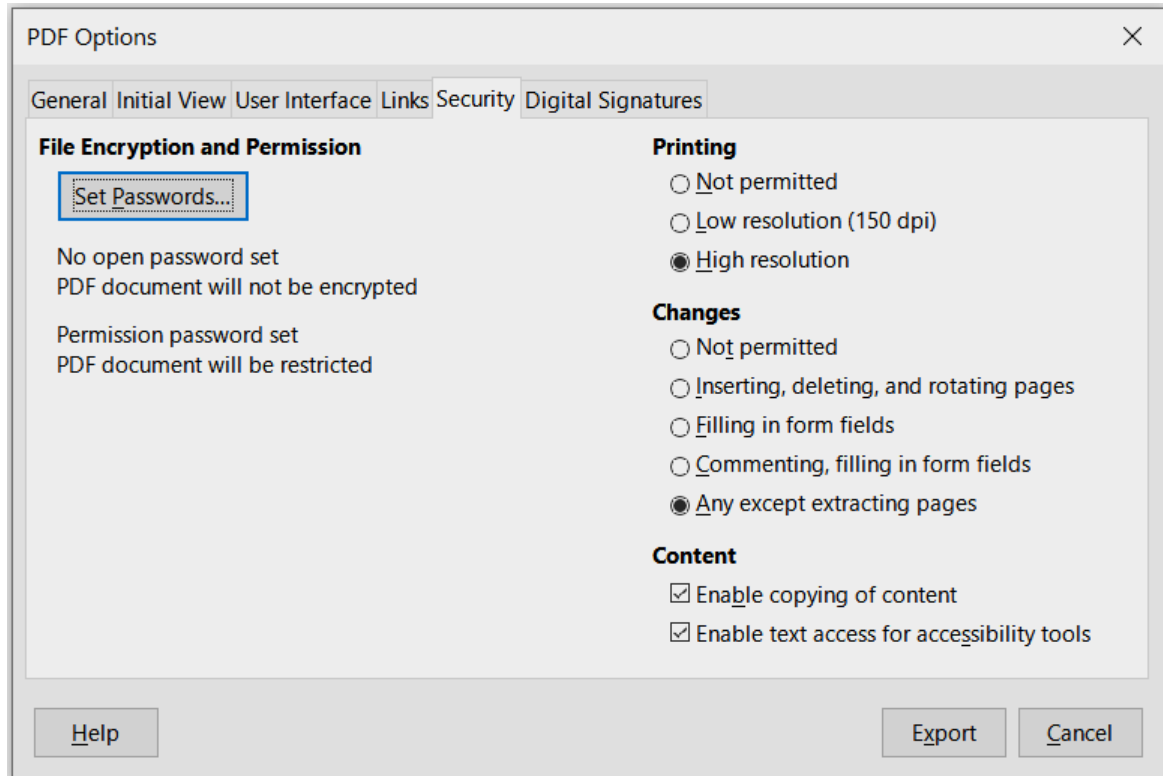 PDF Options
General Initial View User Interface Links Security Digital Signatures
File Encryption and Permission
Set Passwords...
No open password set
PDF document will not be encrypted
Permission password set
PDF document will be restricted
Printing
Not permitted
Low resolution (150 dpi)
High resolution
Changes
Not permitted
Inserting, deleting, and rotating pages
Filling in form fields
Commenting, filling in form fields
Any except extracting pages
Content
Enable copying of content
Enable text access for accessibility tools
Help
Export
Cancel